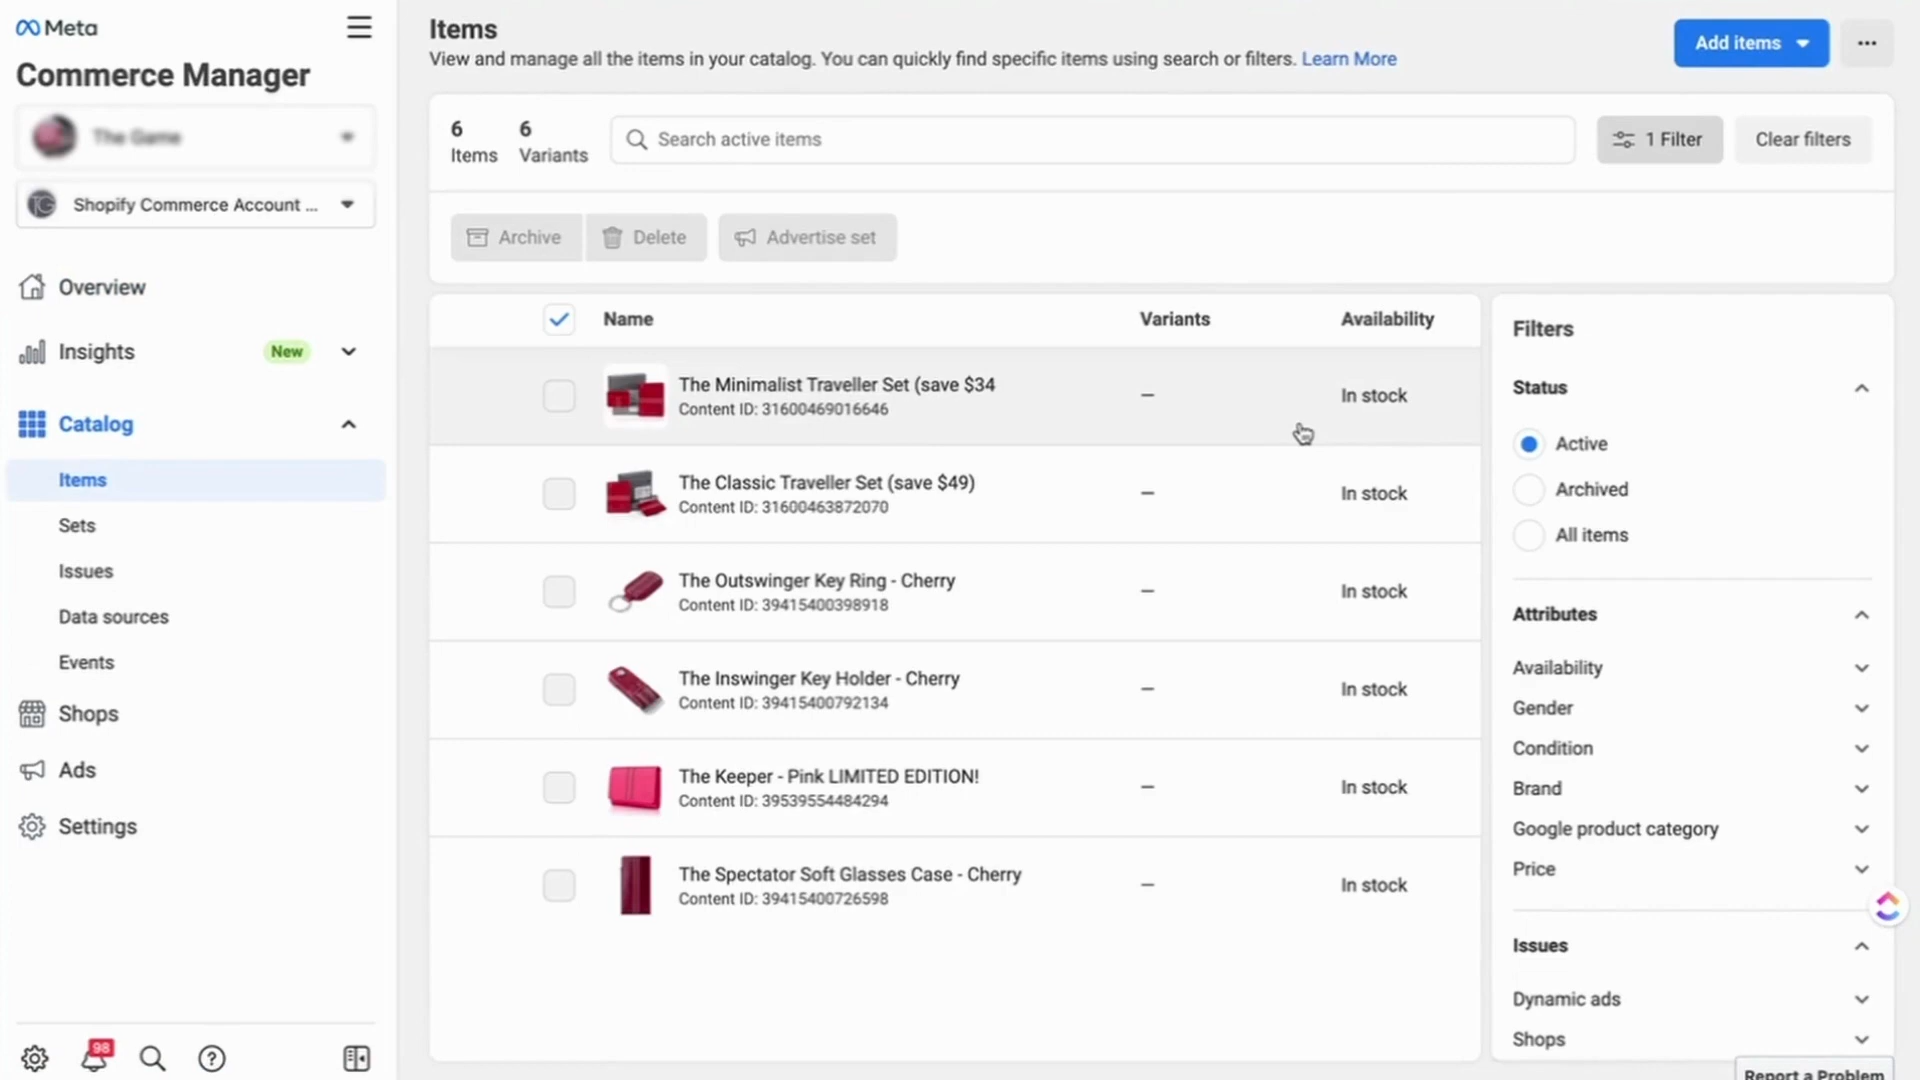 Meta
Commerce Manager
The Game
Shopify Commerce Account ...
Overview
Insights
New
Catalog
Items
Sets
Issues
Data sources
Events
Shops
Ads
Settings
98
Items
View and manage all the items in your catalog. You can quickly find specific items using search or filters. Learn More
Add items
6 Items
6 Variants
Search active items
1 Filter
Clear filters
Archive
Delete
Advertise set
Name
Variants
Availability
The Minimalist Traveller Set (save $34
Content ID: 31600469016646
–
In stock
The Classic Traveller Set (save $49)
Content ID: 31600463872070
–
In stock
The Outswinger Key Ring - Cherry
Content ID: 39415400398918
–
In stock
The Inswinger Key Holder - Cherry
Content ID: 39415400792134
–
In stock
The Keeper - Pink LIMITED EDITION!
Content ID: 39539554484294
–
In stock
The Spectator Soft Glasses Case - Cherry
Content ID: 39415400726598
–
In stock
Filters
Status
Active
Archived
All items
Attributes
Availability
Gender
Condition
Brand
Google product category
Price
Issues
Dynamic ads
Shops
Report a Problem